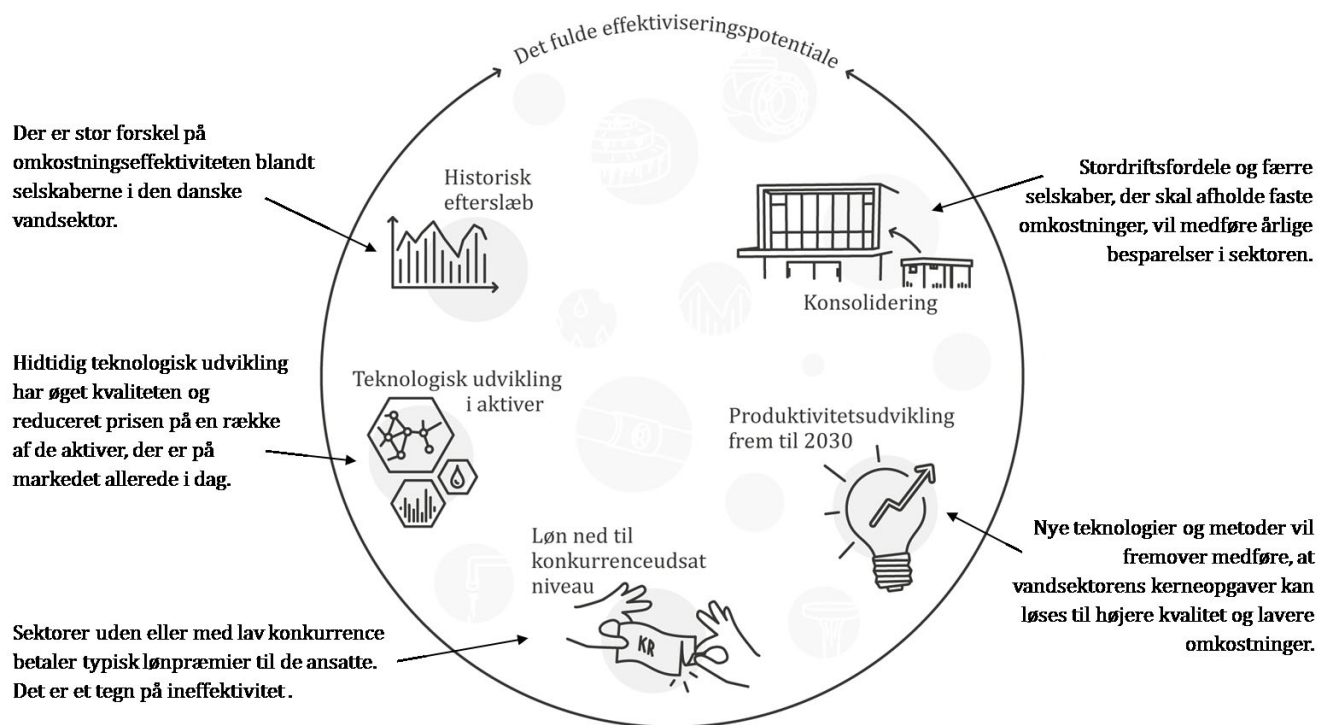 Det fulde effektiviseringspotentiale
Der er stor forskel på
omkostningseffektiviteten blandt
selskaberne i den danske
vandsektor.
Historisk
efterslæb
Stordriftsfordele og færre
selskaber, der skal afholde faste
omkostninger, vil medføre årlige
besparelser i sektoren.
Konsolidering
Hidtidig teknologisk udvikling
har øget kvaliteten og
reduceret prisen på en række
af de aktiver, der er på
markedet allerede i dag.
Teknologisk udvikling
i aktiver
Produktivitetsudvikling
frem til 2030
Nye teknologier og metoder vil
fremover medføre, at
vandsektorens kerneopgaver kan
løses til højere kvalitet og lavere
omkostninger.
Løn ned til
konkurrenceudsat
niveau
KR
Sektorer uden eller med lav konkurrence
betaler typisk lønpræmier til de ansatte.
Det er et tegn på ineffektivitet.